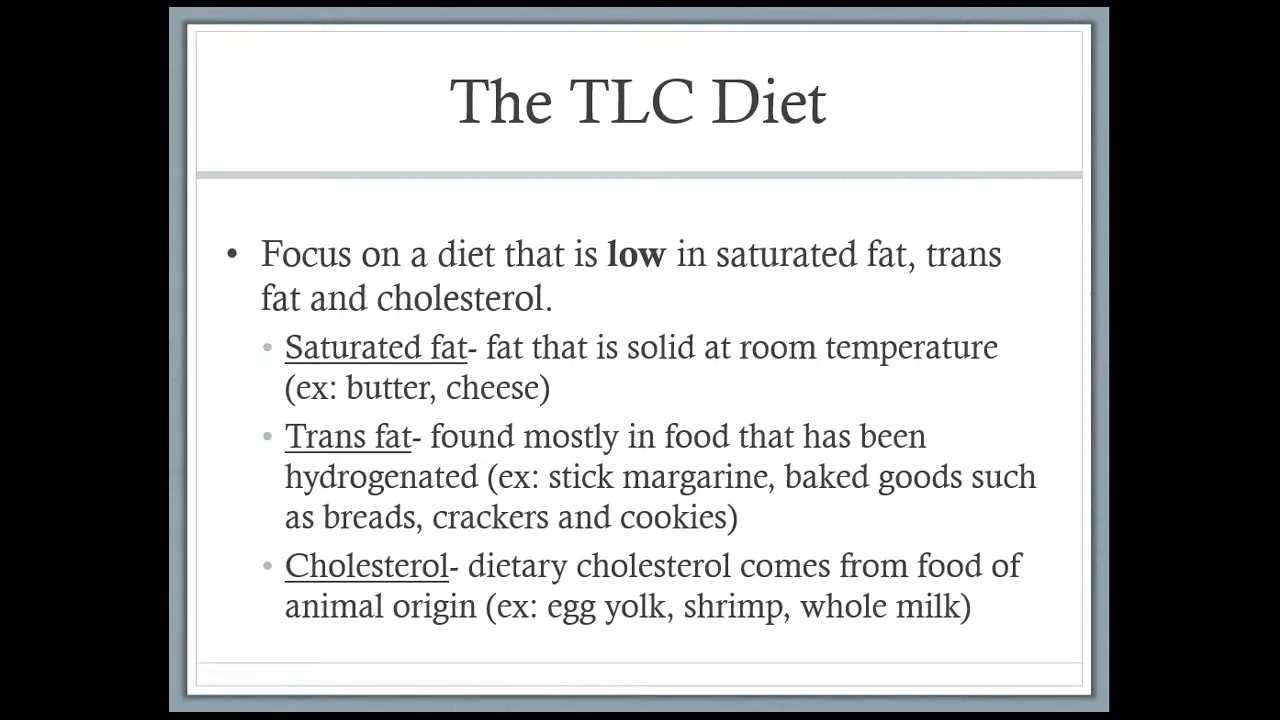 The TLC Diet
• Focus on a diet that is low in saturated fat, trans
fat and cholesterol.
• Saturated fat- fat that is solid at room temperature
(ex: butter, cheese)
• Trans fat- found mostly in food that has been
hydrogenated (ex: stick margarine, baked goods such
as breads, crackers and cookies)
• Cholesterol- dietary cholesterol comes from food of
animal origin (ex: egg yolk, shrimp, whole milk)